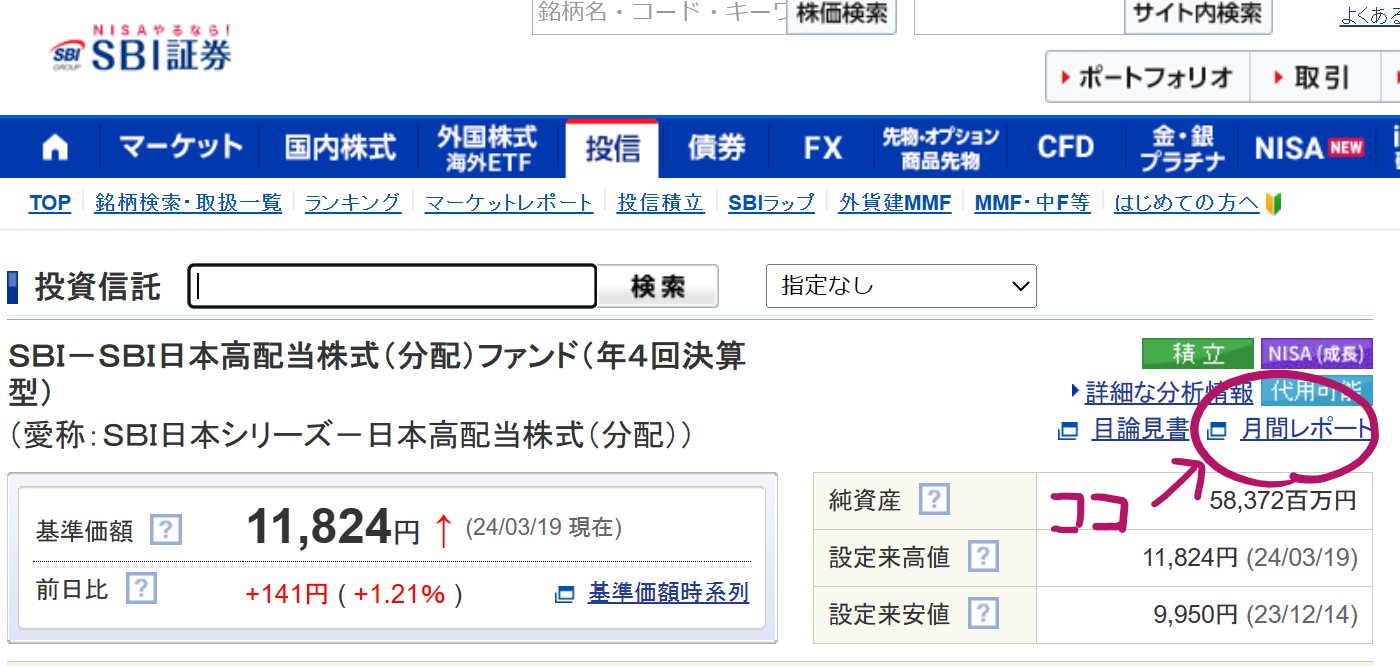 銘柄名・コード・キーワ 株価検索 サイト内検索 よくある
NISAやるなら!
SBI GROUP SBI証券
ポートフォリオ 取引
マーケット 国内株式 外国株式 海外ETF 投信 債券 FX 先物・オプション 商品先物 CFD 金・銀 プラチナ NISA NEW
TOP 銘柄検索・取扱一覧 ランキング マーケットレポート 投信積立 SBIラップ 外貨建MMF MMF・中F等 はじめての方へ
投資信託 検索 指定なし
SBI－SBI日本高配当株式(分配)ファンド(年4回決算
型)
(愛称:SBI日本シリーズ－日本高配当株式(分配))
積立 NISA(成長)
詳細な分析情報 代用可能
目論見書 月間レポート
ココ
基準価額 ? 11,824円 ↑ (24/03/19 現在)
前日比 ? +141円 ( +1.21% ) 基準価額時系列
純資産 ? 58,372百万円
設定来高値 ? 11,824円 (24/03/19)
設定来安値 ? 9,950円 (23/12/14)